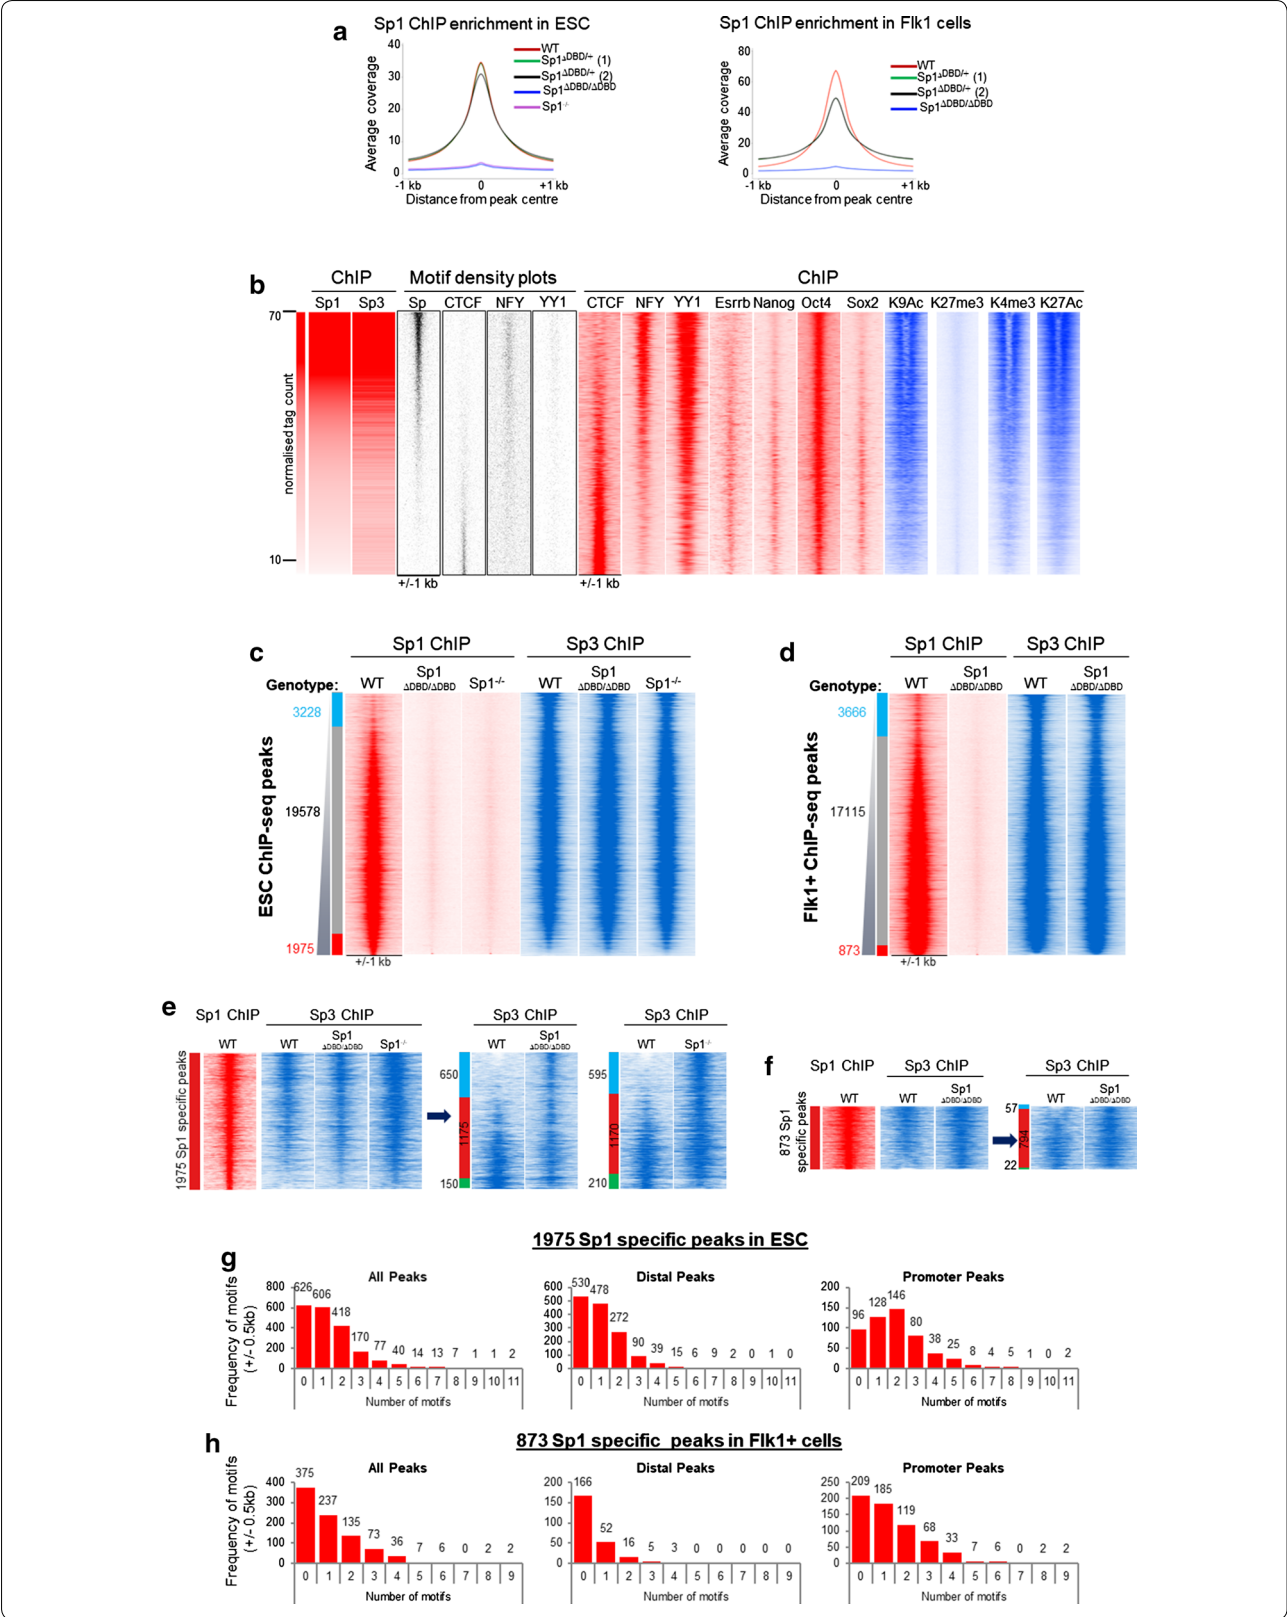 a
Sp1 ChIP enrichment in ESC
Average coverage
40
30
20
10
0
-1 kb
0
+1 kb
Distance from peak centre
WT
Sp1ΔDBD/+ (1)
Sp1ΔDBD/+ (2)
Sp1ΔDBD/ΔDBD
Sp1-/-
Sp1 ChIP enrichment in Flk1 cells
Average coverage
80
60
40
20
0
-1 kb
0
+1 kb
Distance from peak centre
WT
Sp1ΔDBD/+ (1)
Sp1ΔDBD/+ (2)
Sp1ΔDBD/ΔDBD
b
ChIP
Motif density plots
ChIP
Sp1 Sp3 Sp CTCF NFY YY1 CTCF NFY YY1 Esrrb Nanog Oct4 Sox2 K9Ac K27me3 K4me3 K27Ac
70
normalised tag count
10
+/-1 kb
+/-1 kb
c
Sp1 ChIP
Sp3 ChIP
Genotype:
WT
Sp1 ΔDBD/ΔDBD
Sp1-/-
WT
Sp1 ΔDBD/ΔDBD
Sp1-/-
ESC ChIP-seq peaks
3228
19578
1975
+/-1 kb
d
Sp1 ChIP
Sp3 ChIP
Genotype:
WT
Sp1 ΔDBD/ΔDBD
WT
Sp1 ΔDBD/ΔDBD
Flk1+ ChIP-seq peaks
3666
17115
873
+/-1 kb
e
Sp1 ChIP
Sp3 ChIP
WT
WT
Sp1 ΔDBD/ΔDBD
Sp1-/-
1975 Sp1 specific peaks
Sp3 ChIP
WT
Sp1 ΔDBD/ΔDBD
650
1175
150
Sp3 ChIP
WT
Sp1-/-
595
1170
210
f
Sp1 ChIP
Sp3 ChIP
WT
WT
Sp1 ΔDBD/ΔDBD
873 Sp1 specific peaks
Sp3 ChIP
WT
Sp1 ΔDBD/ΔDBD
57
794
22
1975 Sp1 specific peaks in ESC
g
Frequency of motifs (+/- 0.5kb)
All Peaks
800
600
400
200
0
626 606 418 170 77 40 14 13 7 1 1 2
0 1 2 3 4 5 6 7 8 9 10 11
Number of motifs
Distal Peaks
600
500
400
300
200
100
0
530 478 272 90 39 15 6 9 2 0 1 0
0 1 2 3 4 5 6 7 8 9 10 11
Number of motifs
Promoter Peaks
200
150
100
50
0
96 128 146 80 38 25 8 4 5 1 0 2
0 1 2 3 4 5 6 7 8 9 10 11
Number of motifs
873 Sp1 specific peaks in Flk1+ cells
h
Frequency of motifs (+/- 0.5kb)
All Peaks
400
300
200
100
0
375 237 135 73 36 7 6 0 2 2
0 1 2 3 4 5 6 7 8 9
Number of motifs
Distal Peaks
200
150
100
50
0
166 52 16 5 3 0 0 0 0 0
0 1 2 3 4 5 6 7 8 9
Number of motifs
Promoter Peaks
250
200
150
100
50
0
209 185 119 68 33 7 6 0 2 2
0 1 2 3 4 5 6 7 8 9
Number of motifs